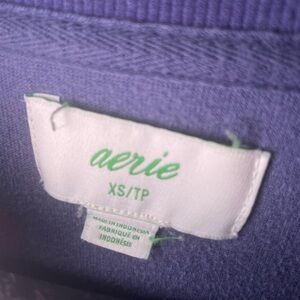 aerie
XS/TP
MADE IN INDONESIA
FABRIQUÉ EN
INDONÉSIE